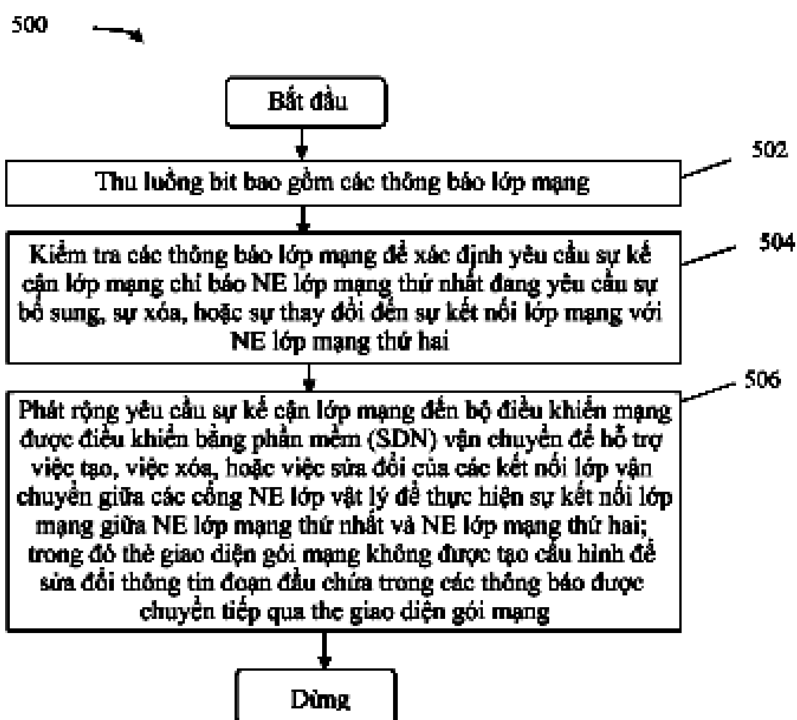 500
Bắt đầu
502
Thu luồng bit bao gồm các thông báo lớp mạng
504
Kiểm tra các thông báo lớp mạng để xác định yêu cầu sự kế
cận lớp mạng chỉ báo NE lớp mạng thứ nhất đang yêu cầu sự
bổ sung, sự xóa, hoặc sự thay đổi đến sự kết nối lớp mạng với
NE lớp mạng thứ hai
506
Phát rộng yêu cầu sự kế cận lớp mạng đến bộ điều khiển mạng
được điều khiển bằng phần mềm (SDN) vận chuyển để hỗ trợ
việc tạo, việc xóa, hoặc việc sửa đổi của các kết nối lớp vận
chuyển giữa các cổng NE lớp vật lý để thực hiện sự kết nối lớp
mạng giữa NE lớp mạng thứ nhất và NE lớp mạng thứ hai;
trong đó thẻ giao diện gói mạng không được tạo cấu hình để
sửa đổi thông tin đoạn đầu chứa trong các thông báo được
chuyển tiếp qua thẻ giao diện gói mạng
Dừng